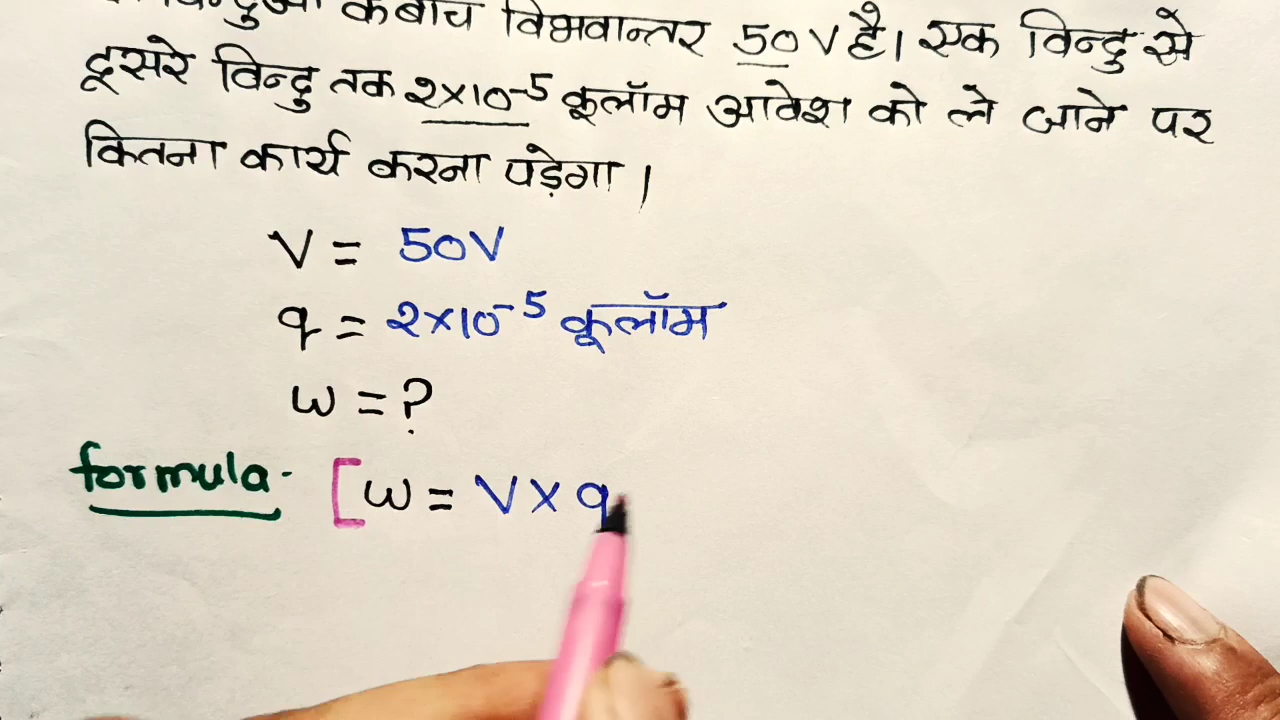 के बीच विभवान्तर 50V है। एक विन्दु से
दूसरे विन्दु तक 2×10⁻⁵ कूलॉम आवेश को ले जाने पर
कितना कार्य करना पड़ेगा।
V = 50V
q = 2×10⁻⁵ कूलॉम
W = ?
formula- [W = V × q